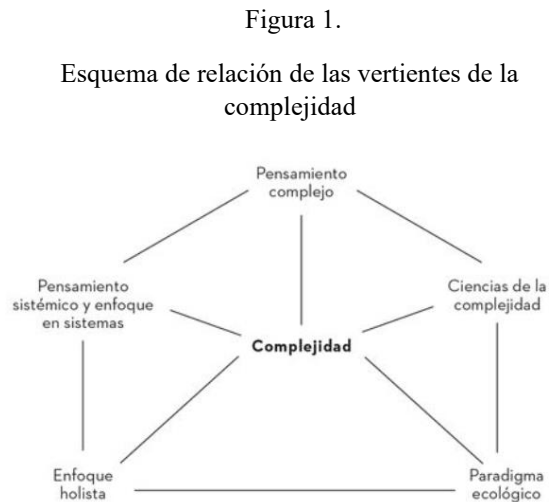 Figura 1.
Esquema de relación de las vertientes de la
complejidad
Pensamiento
complejo
Pensamiento
sistémico y enfoque
en sistemas
Ciencias de la
complejidad
Complejidad
Enfoque
holista
Paradigma
ecológico